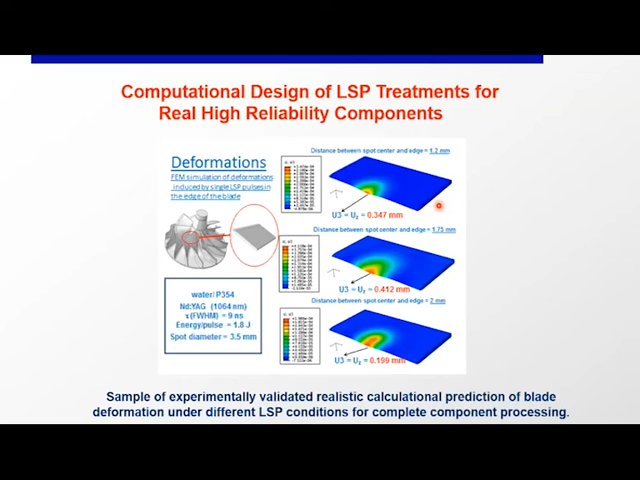 Computational Design of LSP Treatments for
Real High Reliability Components
Deformations
FEM simulation of deformations
induced by single LSP pulses in
the edge of the blade
water/P354
Nd:YAG (1064 nm)
τ(FWHM) = 9 ns
Energy/pulse = 1.8 J
Spot diameter = 3.5 mm
Distance between spot center and edge = 1.2 mm
U3 = Uz = 0.347 mm
Distance between spot center and edge = 1.75 mm
U3 = Uz = 0.412 mm
Distance between spot center and edge = 2 mm
U3 = Uz = 0.199 mm
Sample of experimentally validated realistic calculational prediction of blade
deformation under different LSP conditions for complete component processing.